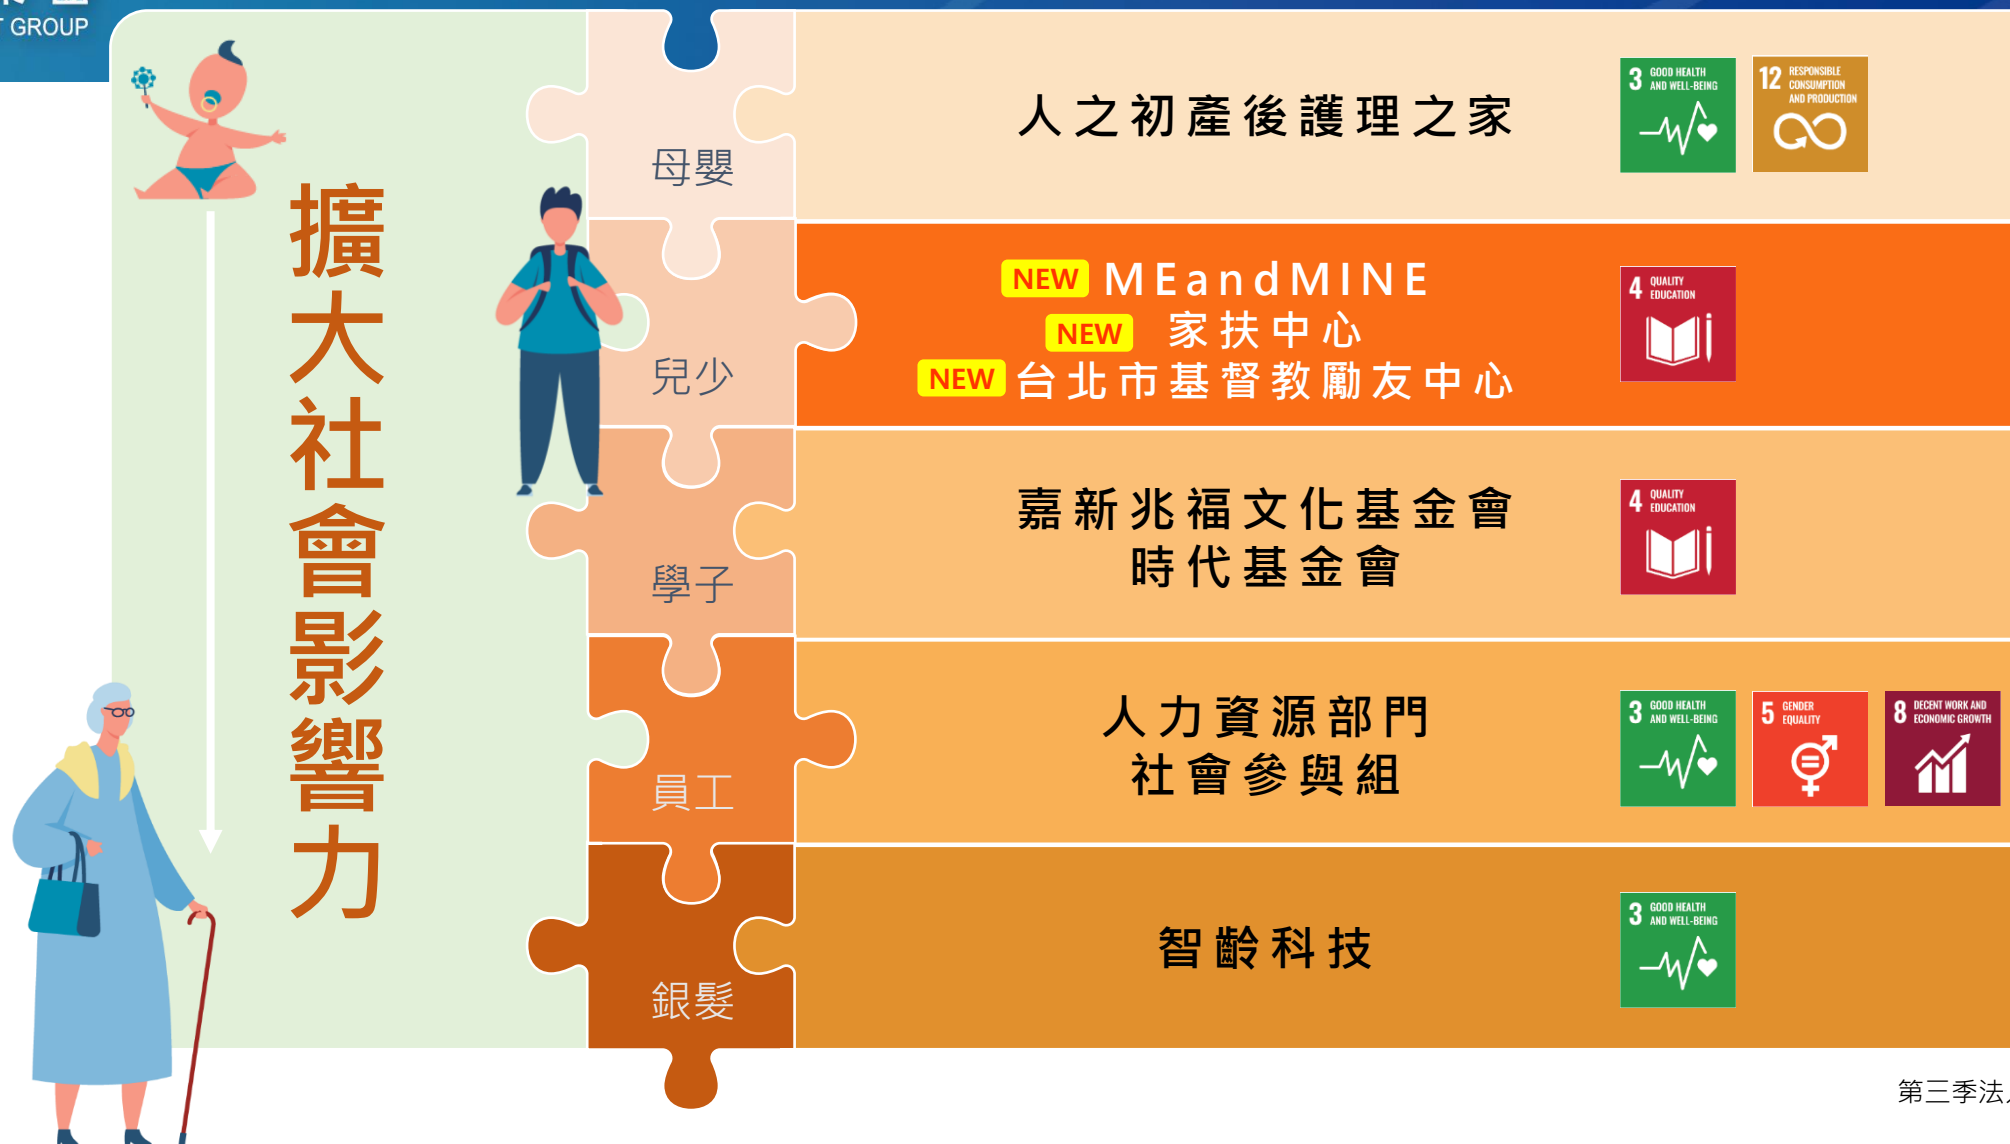 GROUP
擴大社會影響力
母嬰
人之初產後護理之家
3 GOOD HEALTH AND WELL-BEING
12 RESPONSIBLE CONSUMPTION AND PRODUCTION
兒少
NEW MEandMINE
NEW 家扶中心
NEW 台北市基督教勵友中心
4 QUALITY EDUCATION
學子
嘉新兆福文化基金會
時代基金會
4 QUALITY EDUCATION
員工
人力資源部門
社會參與組
3 GOOD HEALTH AND WELL-BEING
5 GENDER EQUALITY
8 DECENT WORK AND ECONOMIC GROWTH
銀髮
智齡科技
3 GOOD HEALTH AND WELL-BEING
第三季法